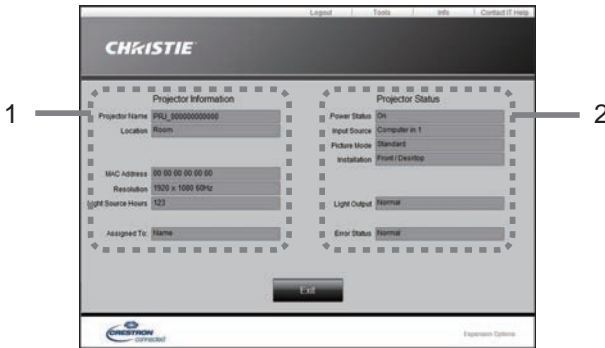 Logout Tools Info Contact IT Help
CHRISTIE
1
2
Projector Information
Projector Name PRJ_000000000000
Location Room
MAC Address 00 00 00 00 00 00
Resolution 1920 x 1080 60Hz
Light Source Hours 123
Assigned To: Name
Projector Status
Power Status On
Input Source Computer in 1
Picture Mode Standard
Installation Front / Desktop
Light Output Normal
Error Status Normal
Exit
CRESTRON
connected
Expansion Options